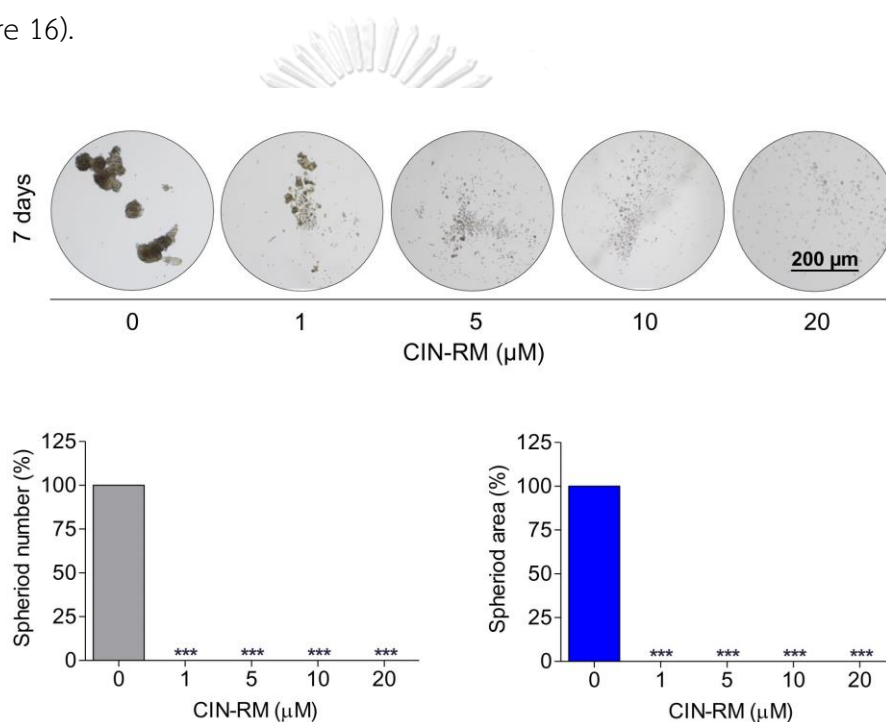 re 16).
7 days
200 μm
0 1 5 10 20
CIN-RM (μM)
Spheriod number (%)
125
100
75
50
25
0
*** *** *** ***
0 1 5 10 20
CIN-RM (μM)
Spheriod area (%)
125
100
75
50
25
0
*** *** *** ***
0 1 5 10 20
CIN-RM (μM)